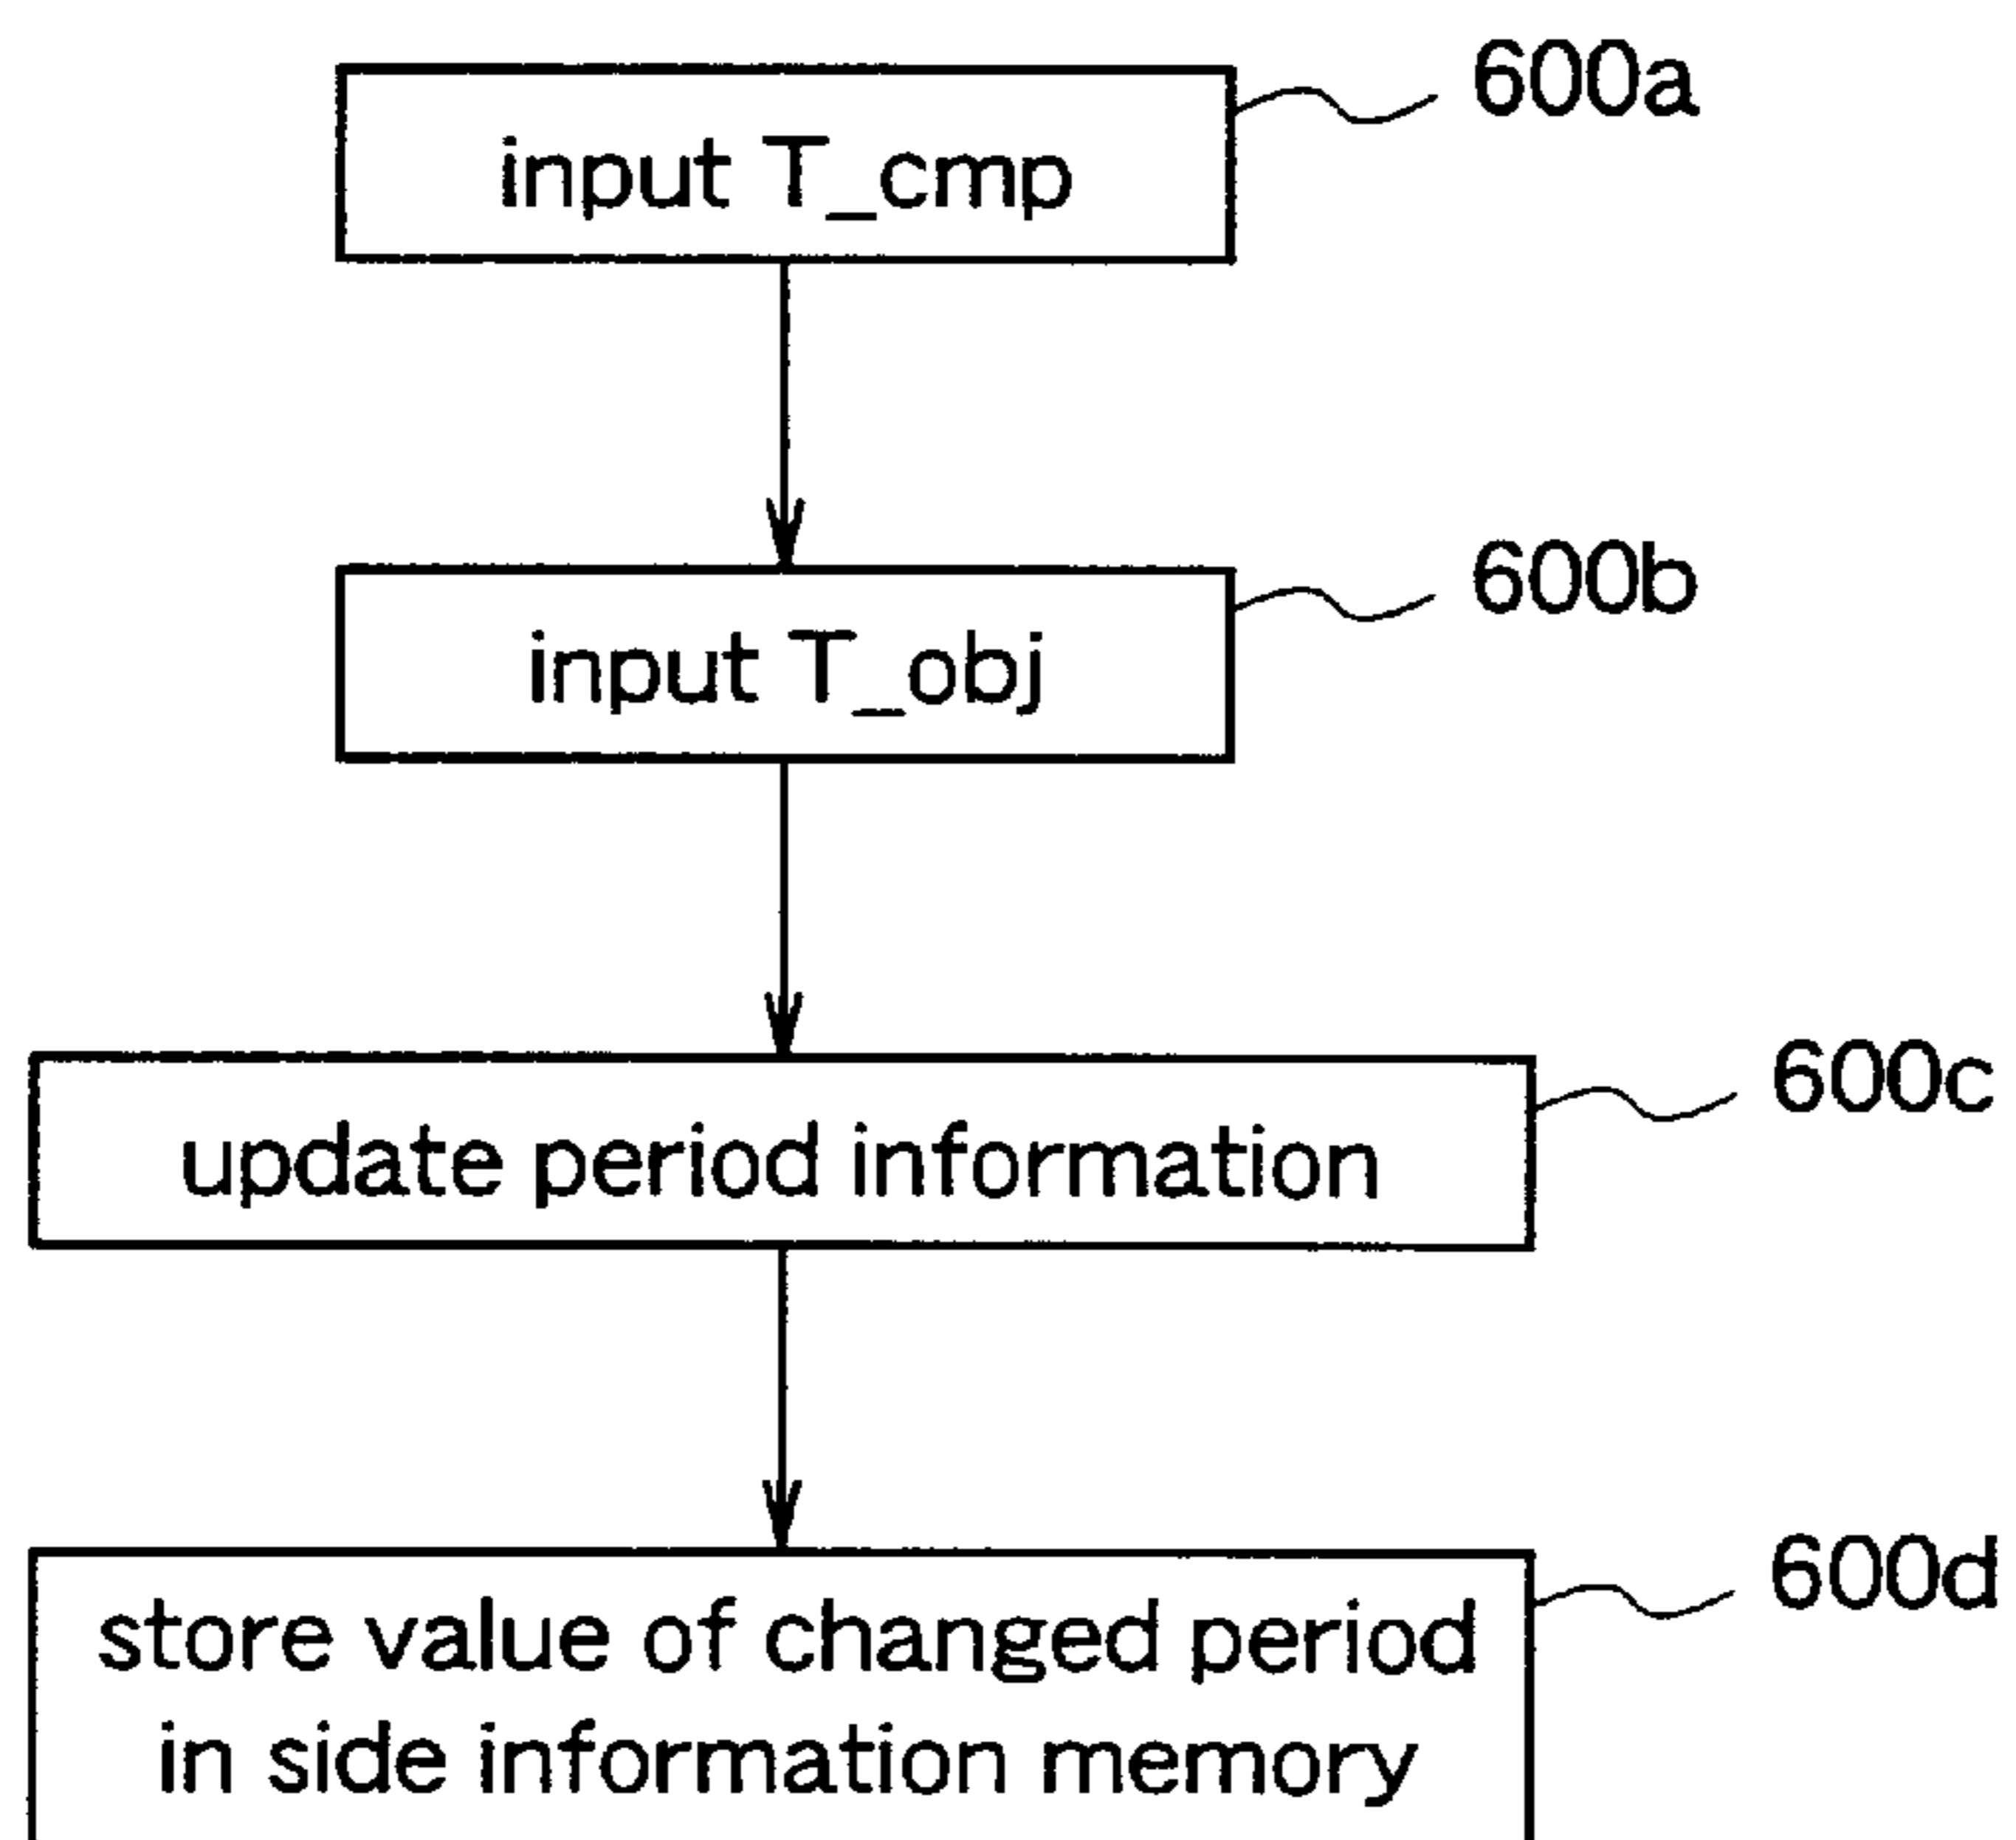 600a
input T_cmp
600b
input T_obj
600c
update period information
600d
store value of changed period
in side information memory